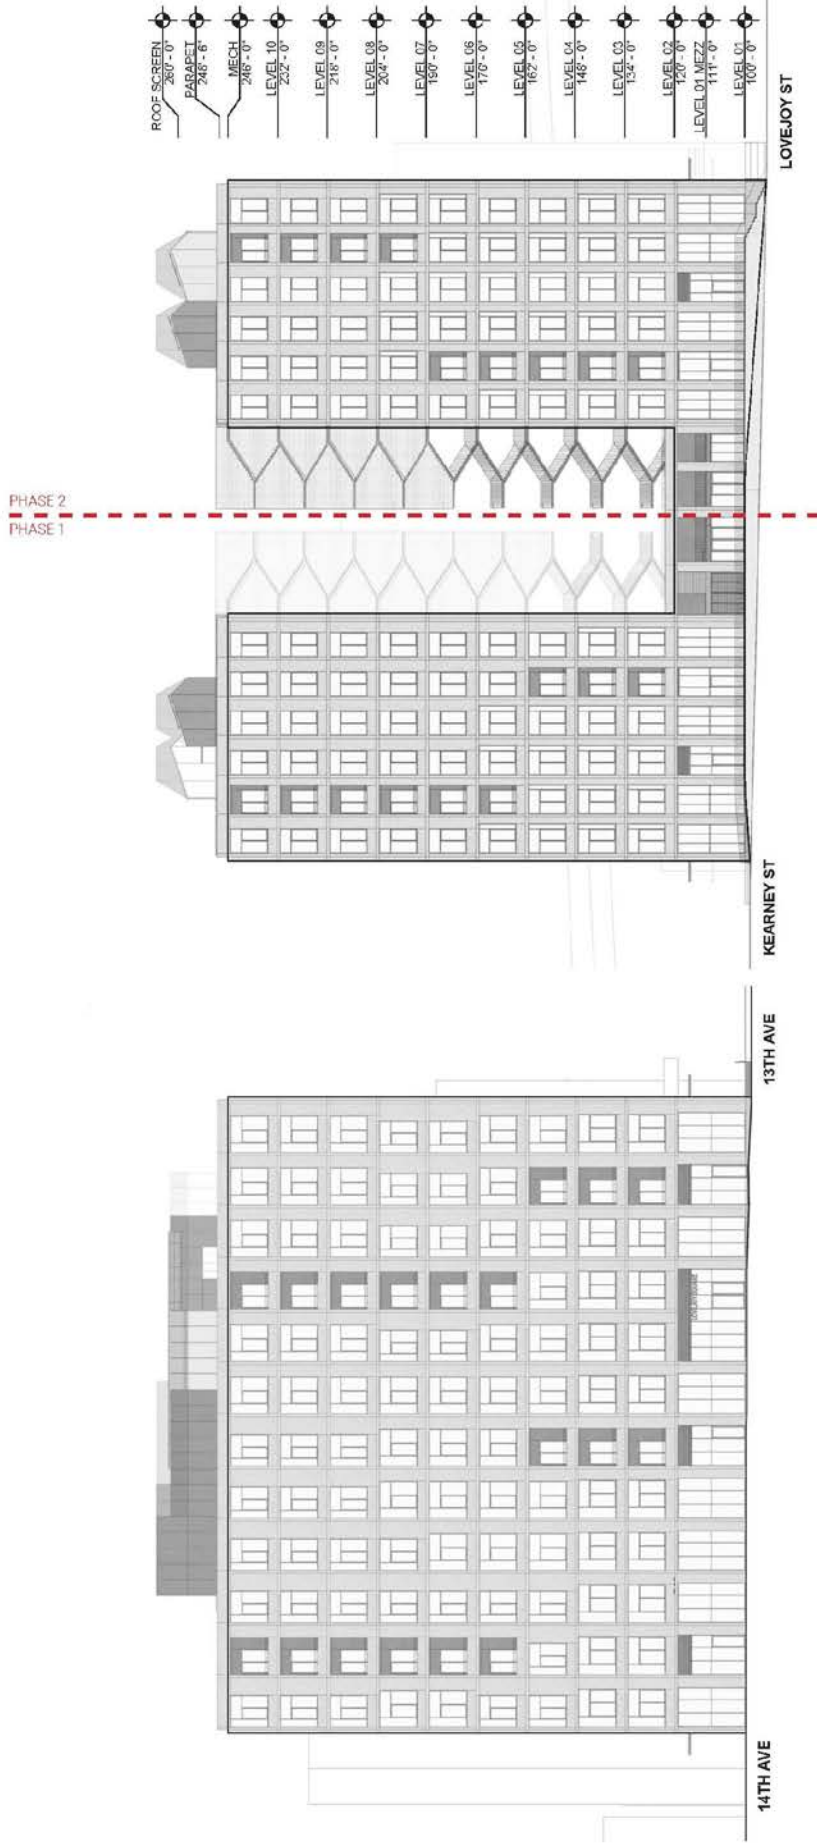 ROOF SCREEN
260' - 0"
PARAPET
248' - 6"
MECH
246' - 0"
LEVEL 10
232' - 0"
LEVEL 09
218' - 0"
LEVEL 08
204' - 0"
LEVEL 07
190' - 0"
LEVEL 06
176' - 0"
LEVEL 05
162' - 0"
LEVEL 04
148' - 0"
LEVEL 03
134' - 0"
LEVEL 02
120' - 0"
LEVEL 01 MEZZ
111' - 0"
LEVEL 01
100' - 0"
LOVEJOY ST
PHASE 2
PHASE 1
KEARNEY ST
13TH AVE
14TH AVE